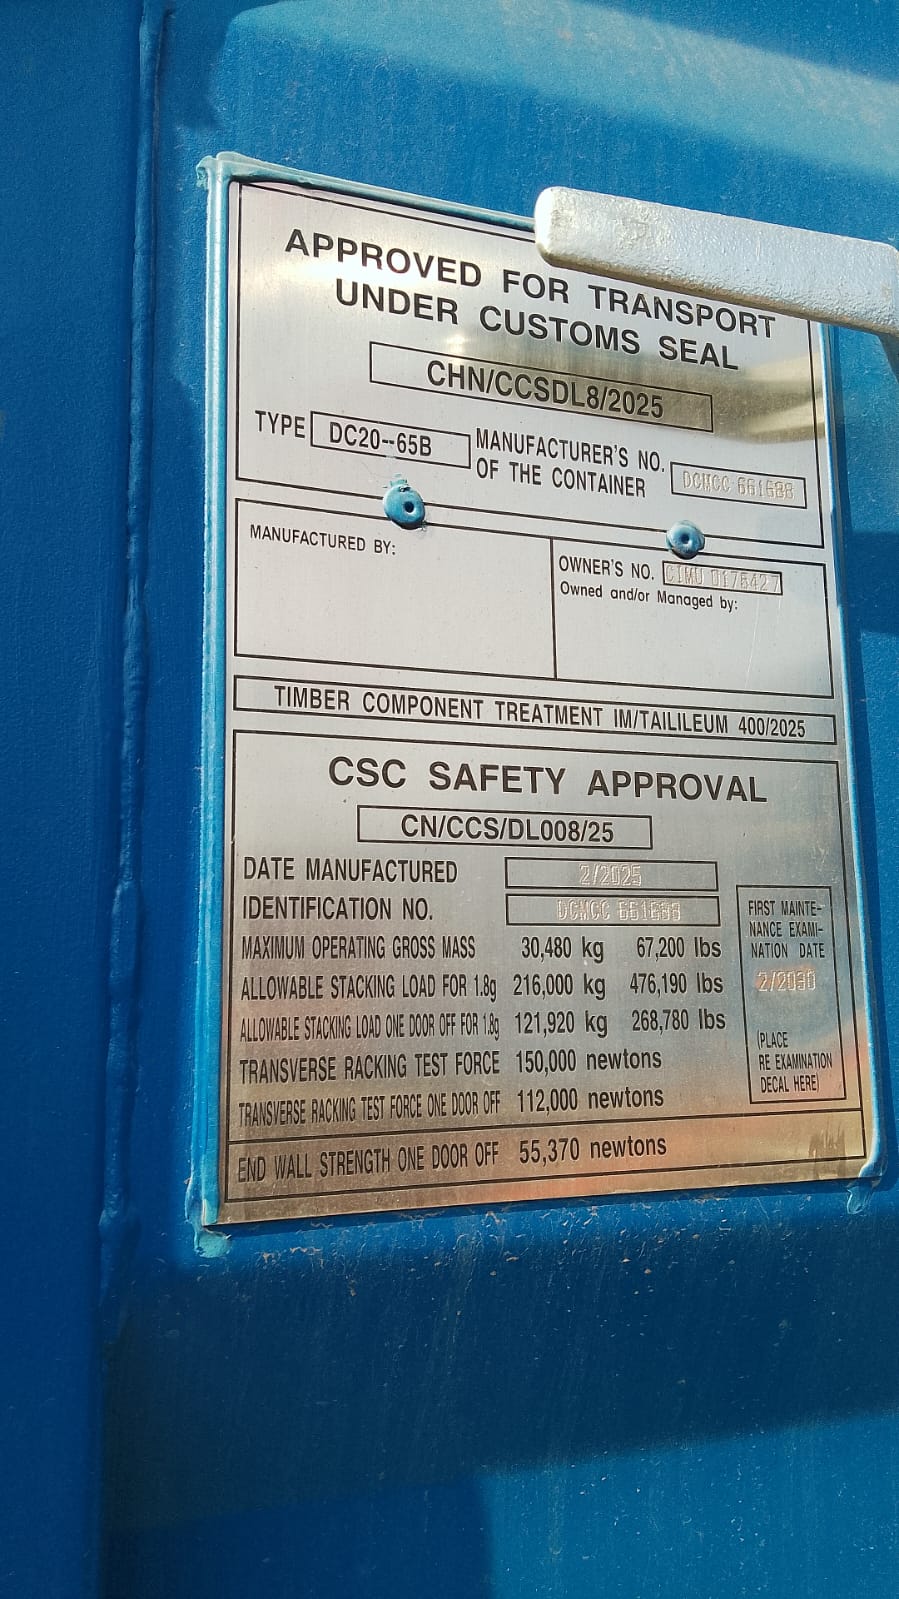 APPROVED FOR TRANSPORT
UNDER CUSTOMS SEAL
CHN/CCSDL8/2025
TYPE DC20--65B
MANUFACTURER'S NO.
OF THE CONTAINER
DCMCC 661688
MANUFACTURED BY:
OWNER'S NO. CIMU 0175427
Owned and/or Managed by:
TIMBER COMPONENT TREATMENT IM/TAILILEUM 400/2025
CSC SAFETY APPROVAL
CN/CCS/DL008/25
DATE MANUFACTURED 2/2025
IDENTIFICATION NO. DCMCC 661688
MAXIMUM OPERATING GROSS MASS 30,480 kg 67,200 lbs
ALLOWABLE STACKING LOAD FOR 1.8g 216,000 kg 476,190 lbs
ALLOWABLE STACKING LOAD ONE DOOR OFF FOR 1.8g 121,920 kg 268,780 lbs
TRANSVERSE RACKING TEST FORCE 150,000 newtons
TRANSVERSE RACKING TEST FORCE ONE DOOR OFF 112,000 newtons
END WALL STRENGTH ONE DOOR OFF 55,370 newtons
FIRST MAINTE-
NANCE EXAMI-
NATION DATE
2/2030
(PLACE
RE EXAMINATION
DECAL HERE)